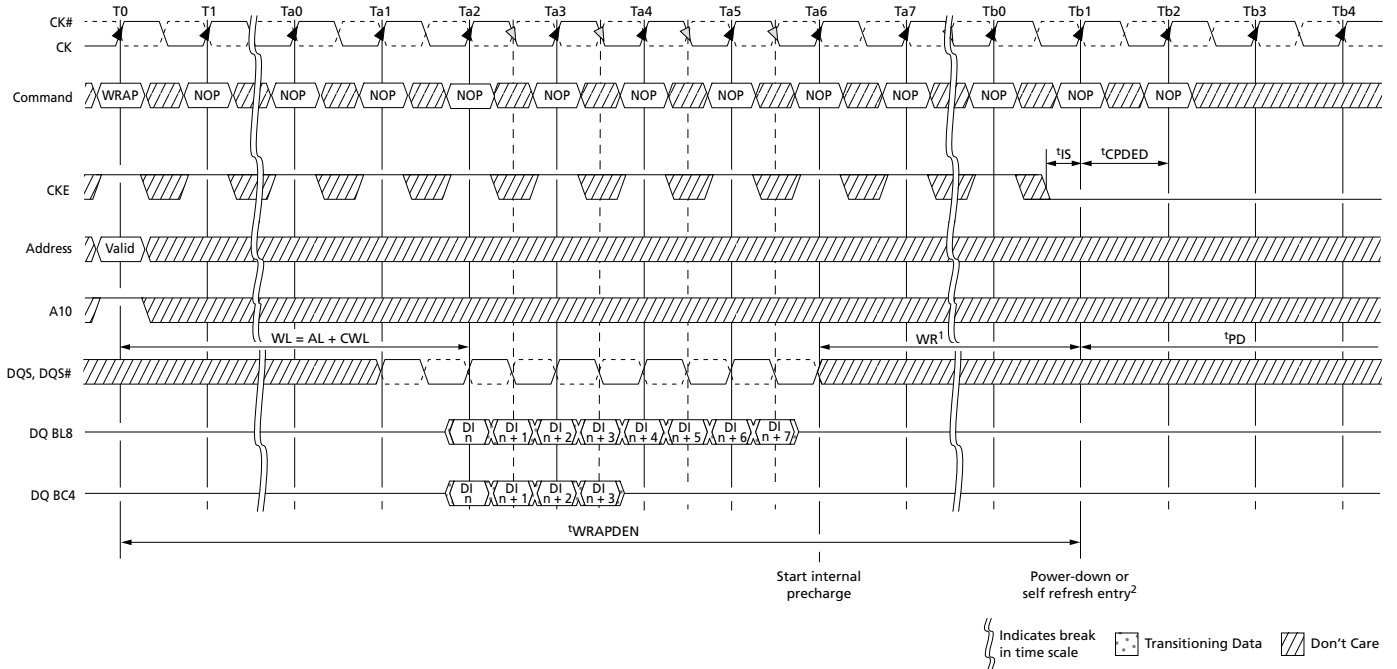 T0 T1 Ta0 Ta1 Ta2 Ta3 Ta4 Ta5 Ta6 Ta7 Tb0 Tb1 Tb2 Tb3 Tb4
CK#
CK
Command WRAP NOP NOP NOP NOP NOP NOP NOP NOP NOP NOP NOP NOP
tIS tCPDED
CKE
Address Valid
A10
WL = AL + CWL WR1 tPD
DQS, DQS#
DQ BL8 DI n DI n + 1 DI n + 2 DI n + 3 DI n + 4 DI n + 5 DI n + 6 DI n + 7
DQ BC4 DI n DI n + 1 DI n + 2 DI n + 3
tWRAPDEN
Start internal
precharge
Power-down or
self refresh entry2
Indicates break
in time scale
Transitioning Data
Don't Care